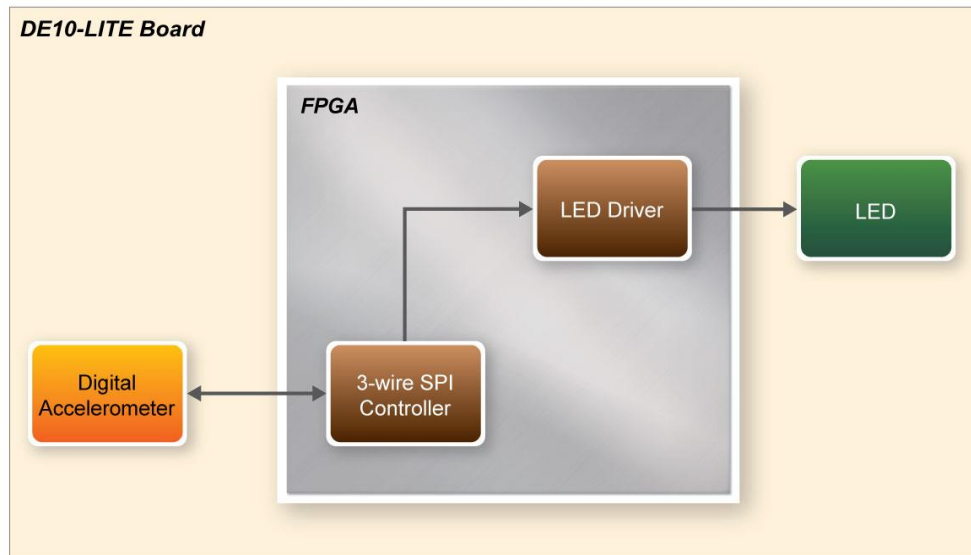 DE10-LITE Board
FPGA
LED Driver
LED
Digital
Accelerometer
3-wire SPI
Controller